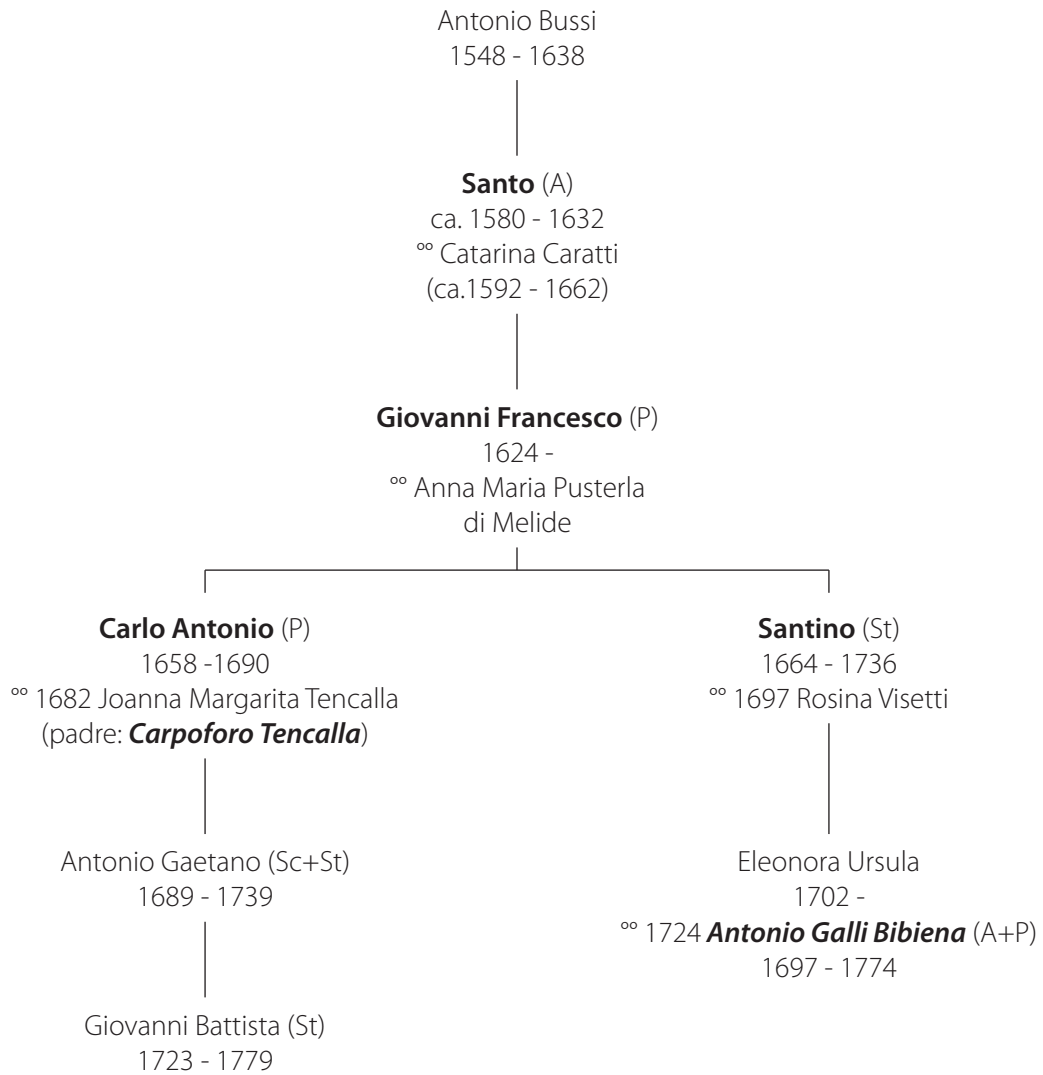 Antonio Bussi
1548 - 1638
Santo (A)
ca. 1580 - 1632
°° Catarina Caratti
(ca.1592 - 1662)
Giovanni Francesco (P)
1624 -
°° Anna Maria Pusterla
di Melide
Carlo Antonio (P)
1658 -1690
°° 1682 Joanna Margarita Tencalla
(padre: Carpoforo Tencalla)
Santino (St)
1664 - 1736
°° 1697 Rosina Visetti
Antonio Gaetano (Sc+St)
1689 - 1739
Eleonora Ursula
1702 -
°° 1724 Antonio Galli Bibiena (A+P)
1697 - 1774
Giovanni Battista (St)
1723 - 1779